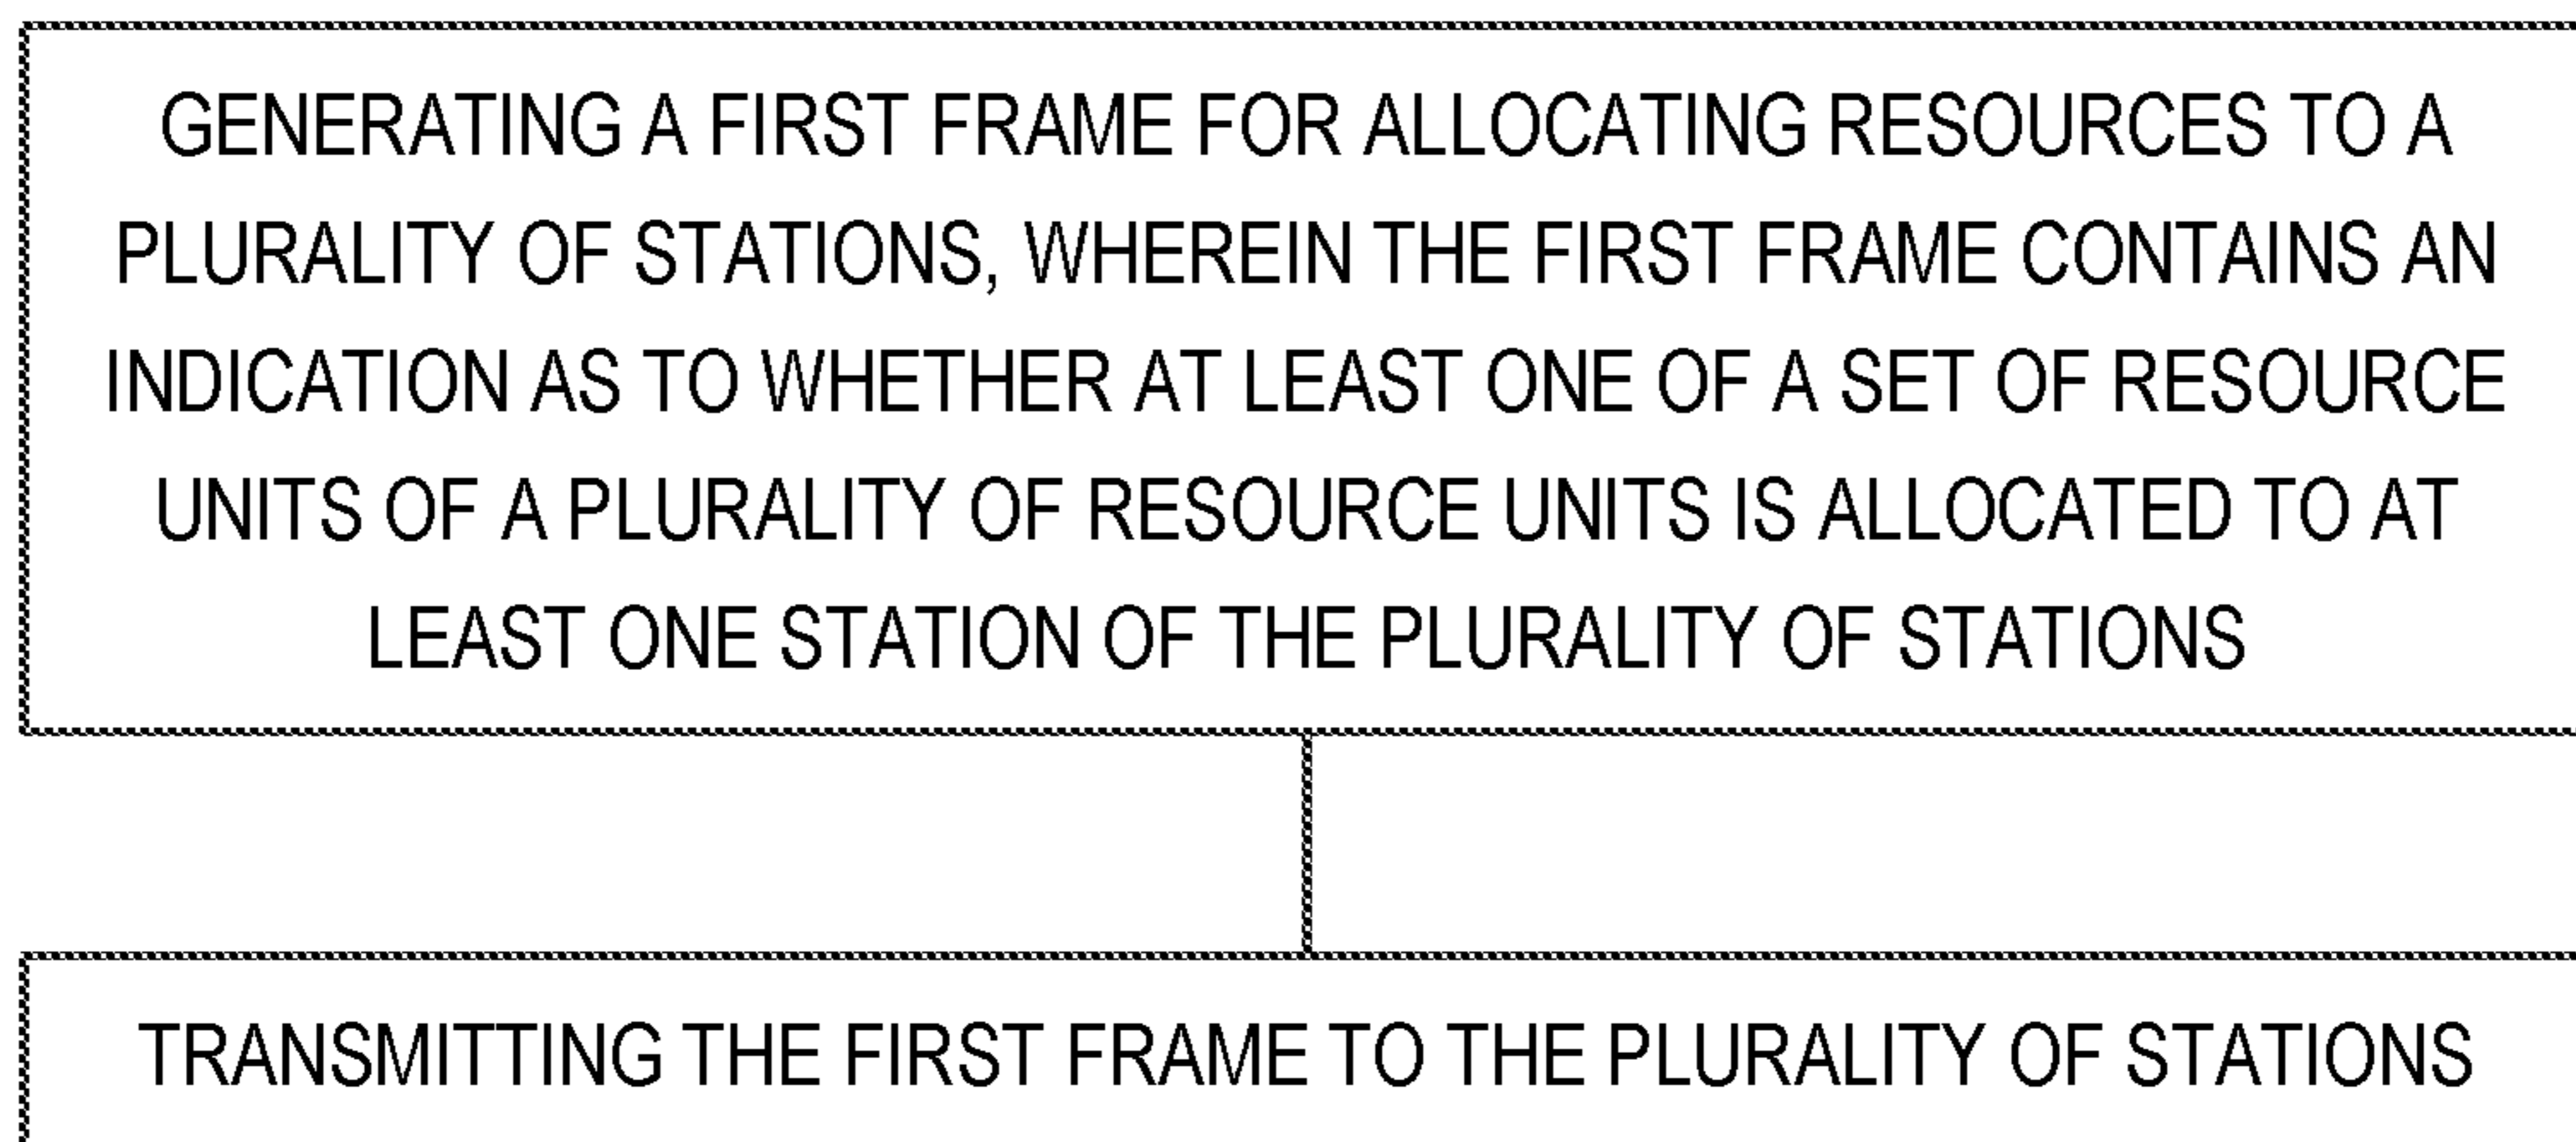 GENERATING A FIRST FRAME FOR ALLOCATING RESOURCES TO A
PLURALITY OF STATIONS, WHEREIN THE FIRST FRAME CONTAINS AN
INDICATION AS TO WHETHER AT LEAST ONE OF A SET OF RESOURCE
UNITS OF A PLURALITY OF RESOURCE UNITS IS ALLOCATED TO AT
LEAST ONE STATION OF THE PLURALITY OF STATIONS
TRANSMITTING THE FIRST FRAME TO THE PLURALITY OF STATIONS